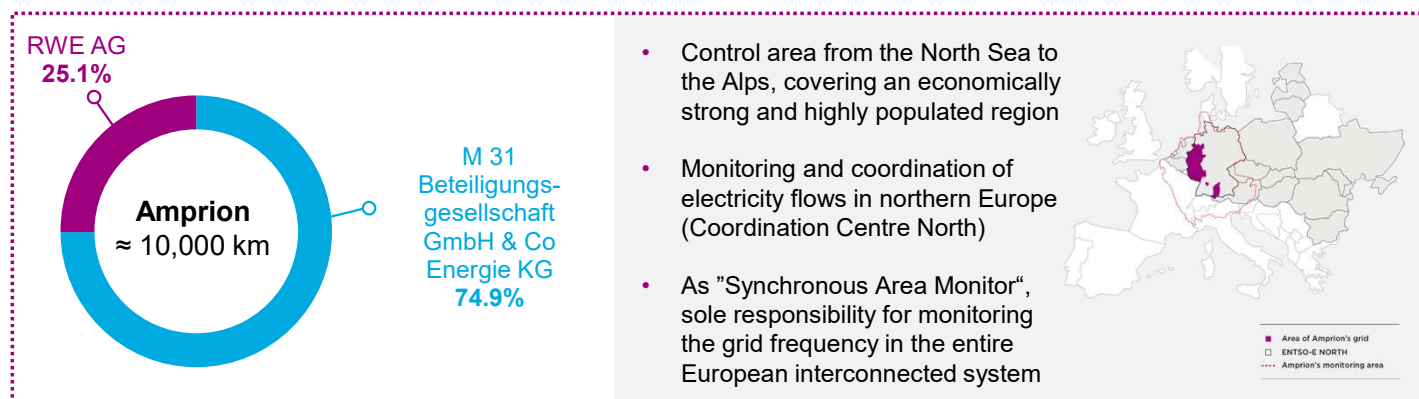 RWE AG
25.1%
Amprion
≈ 10,000 km
M 31
Beteiligungs-
gesellschaft
GmbH & Co
Energie KG
74.9%
• Control area from the North Sea to
the Alps, covering an economically
strong and highly populated region
• Monitoring and coordination of
electricity flows in northern Europe
(Coordination Centre North)
• As ”Synchronous Area Monitor“,
sole responsibility for monitoring
the grid frequency in the entire
European interconnected system
Area of Amprion's grid
ENTSO-E NORTH
Amprion's monitoring area